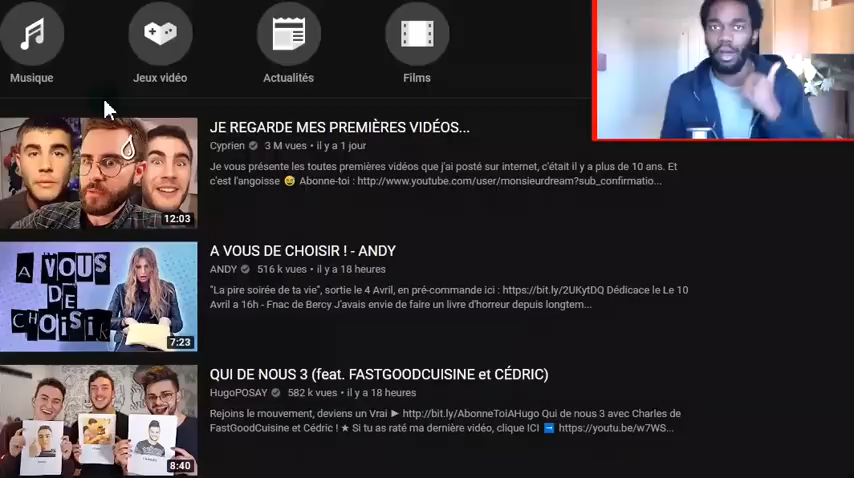 Musique
Jeux vidéo
Actualités
Films
JE REGARDE MES PREMIÈRES VIDÉOS...
Cyprien 3 M vues • il y a 1 jour
Je vous présente les toutes premières vidéos que j'ai posté sur internet, c'était il y a plus de 10 ans. Et
c'est l'angoisse 😅 Abonne-toi : http://www.youtube.com/user/monsieurdream?sub_confirmatio...
12:03
A VOUS DE CHOISIR ! - ANDY
ANDY 516 k vues • il y a 18 heures
"La pire soirée de ta vie", sortie le 4 Avril, en pré-commande ici : https://bit.ly/2UKytDQ Dédicace le Le 10
Avril a 16h - Fnac de Bercy J'avais envie de faire un livre d'horreur depuis longtem...
A VOUS
DE
CHOiSiR
7:23
QUI DE NOUS 3 (feat. FASTGOODCUISINE et CÉDRIC)
HugoPOSAY 582 k vues • il y a 18 heures
Rejoins le mouvement, deviens un Vrai ► http://bit.ly/AbonneToiAHugo Qui de nous 3 avec Charles de
FastGoodCuisine et Cédric ! ★ Si tu as raté ma dernière vidéo, clique ICI ➡ https://youtu.be/w7WS...
8:40